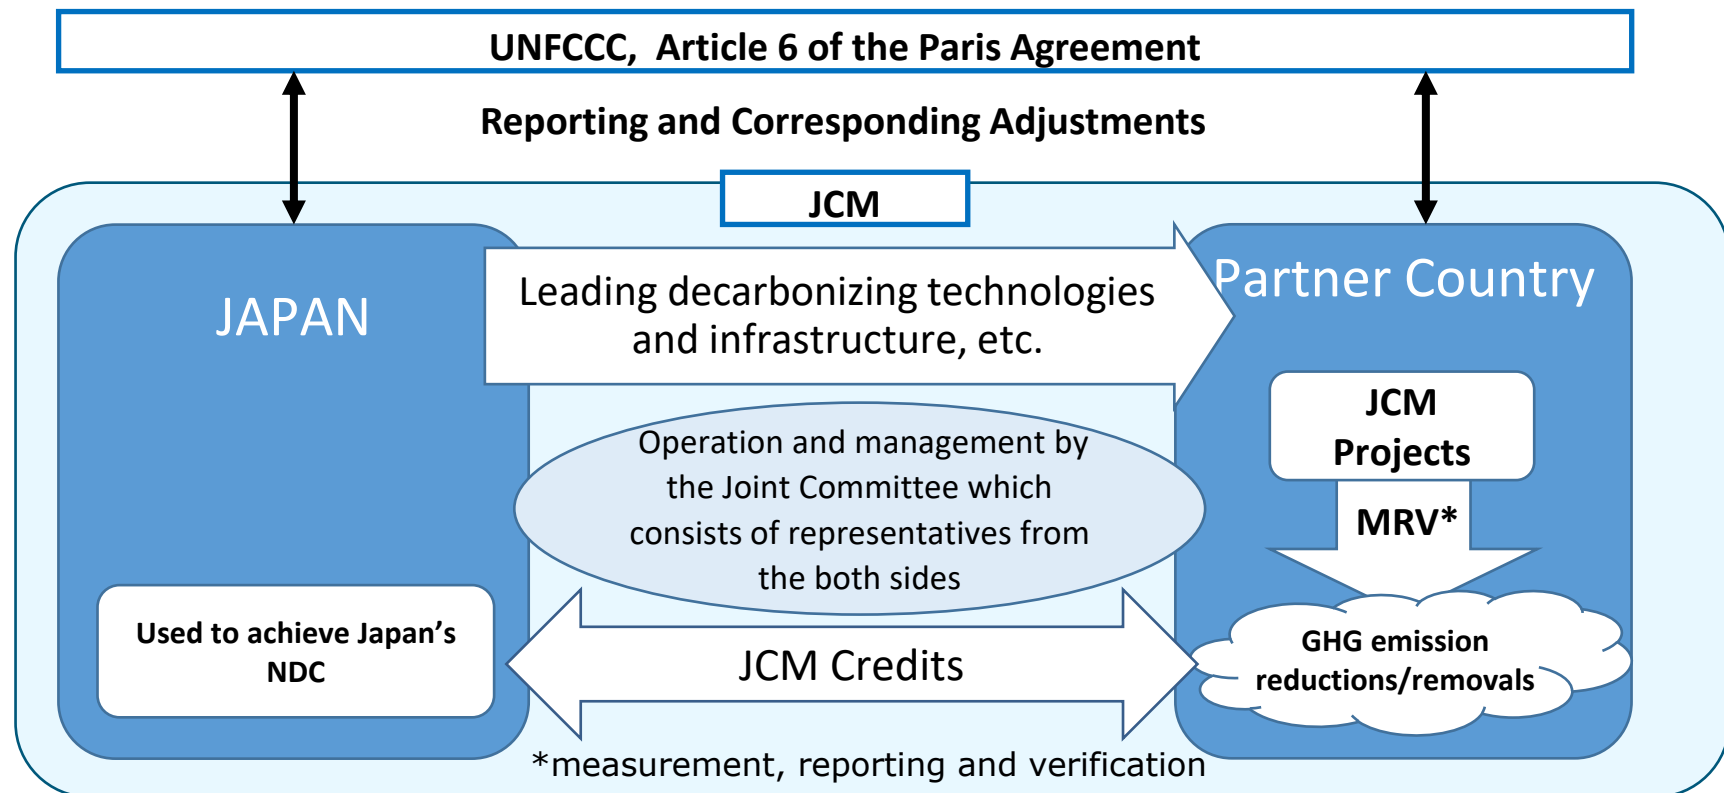 UNFCCC,  Article 6 of the Paris Agreement
Reporting and Corresponding Adjustments
JCM
JAPAN
Leading decarbonizing technologies
and infrastructure, etc.
Partner Country
JCM
Projects
MRV*
Operation and management by
the Joint Committee which
consists of representatives from
the both sides
Used to achieve Japan’s
NDC
JCM Credits
GHG emission
reductions/removals
*measurement, reporting and verification